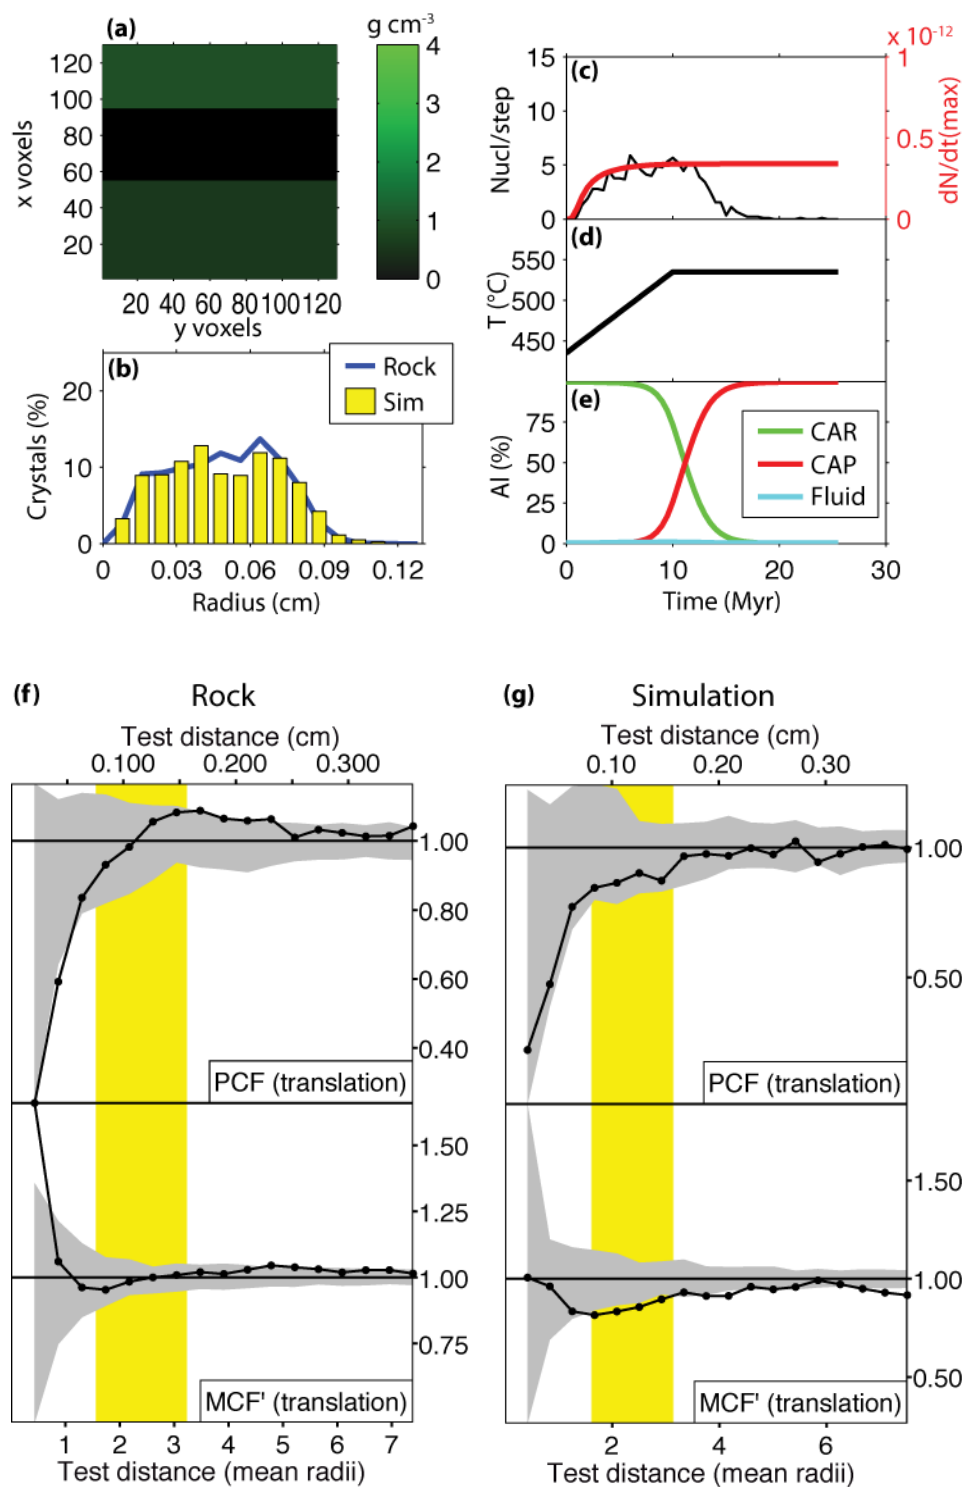 (a)
g cm-3
x voxels
120
100
80
60
40
20
20 40 60 80 100 120
y voxels
4
3
2
1
0
(b)
Rock
Sim
Crystals (%)
20
10
0
0 0.03 0.06 0.09 0.12
Radius (cm)
x 10-12
(c)
Nucl/step
15
10
5
0
1
0.5
0
dN/dt(max)
(d)
T (°C)
550
500
450
(e)
Al (%)
75
50
25
0
CAR
CAP
Fluid
0 10 20 30
Time (Myr)
(f) Rock
Test distance (cm)
0.100 0.200 0.300
1.00
0.80
0.60
0.40
PCF (translation)
1.50
1.25
1.00
0.75
MCF' (translation)
1 2 3 4 5 6 7
Test distance (mean radii)
(g) Simulation
Test distance (cm)
0.10 0.20 0.30
1.00
0.50
PCF (translation)
1.50
1.00
0.50
MCF' (translation)
2 4 6
Test distance (mean radii)